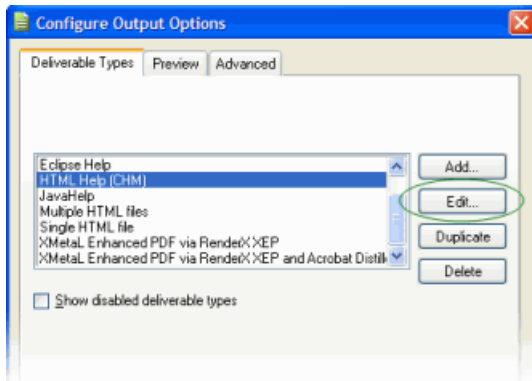 Configure Output Options
Deliverable Types Preview Advanced
Eclipse Help
HTML Help (CHM)
JavaHelp
Multiple HTML files
Single HTML file
XMetaL Enhanced PDF via RenderX XEP
XMetaL Enhanced PDF via RenderX XEP and Acrobat Distill
Add...
Edit...
Duplicate
Delete
Show disabled deliverable types